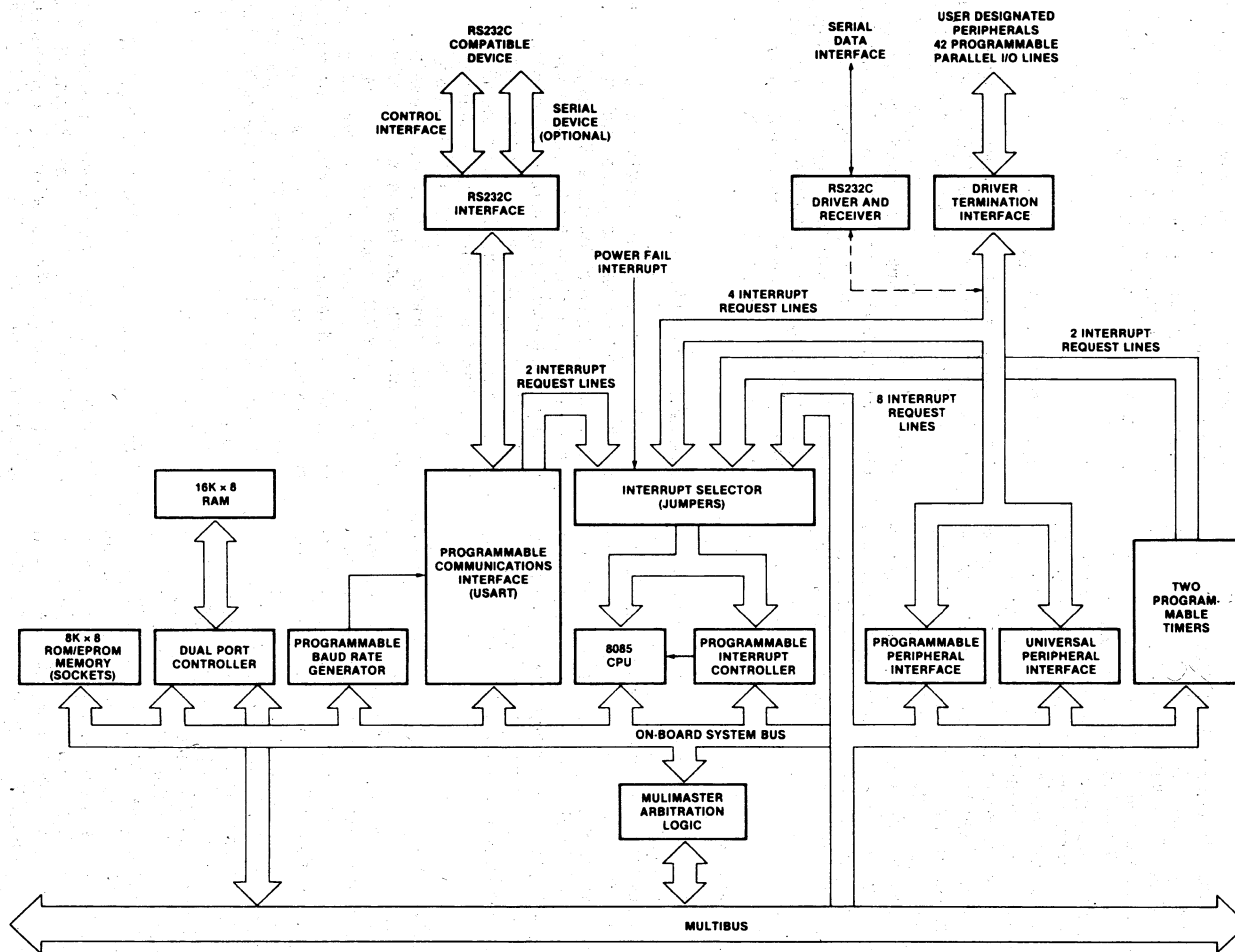 RS232C
COMPATIBLE
DEVICE
SERIAL
DATA
INTERFACE
USER DESIGNATED
PERIPHERALS
42 PROGRAMMABLE
PARALLEL I/O LINES
CONTROL
INTERFACE
SERIAL
DEVICE
(OPTIONAL)
RS232C
INTERFACE
RS232C
DRIVER AND
RECEIVER
DRIVER
TERMINATION
INTERFACE
POWER FAIL
INTERRUPT
4 INTERRUPT
REQUEST LINES
2 INTERRUPT
REQUEST LINES
2 INTERRUPT
REQUEST LINES
8 INTERRUPT
REQUEST
LINES
16K × 8
RAM
INTERRUPT SELECTOR
(JUMPERS)
PROGRAMMABLE
COMMUNICATIONS
INTERFACE
(USART)
TWO
PROGRAM-
MABLE
TIMERS
8K × 8
ROM/EPROM
MEMORY
(SOCKETS)
DUAL PORT
CONTROLLER
PROGRAMMABLE
BAUD RATE
GENERATOR
8085
CPU
PROGRAMMABLE
INTERRUPT
CONTROLLER
PROGRAMMABLE
PERIPHERAL
INTERFACE
UNIVERSAL
PERIPHERAL
INTERFACE
ON-BOARD SYSTEM BUS
MULIMASTER
ARBITRATION
LOGIC
MULTIBUS